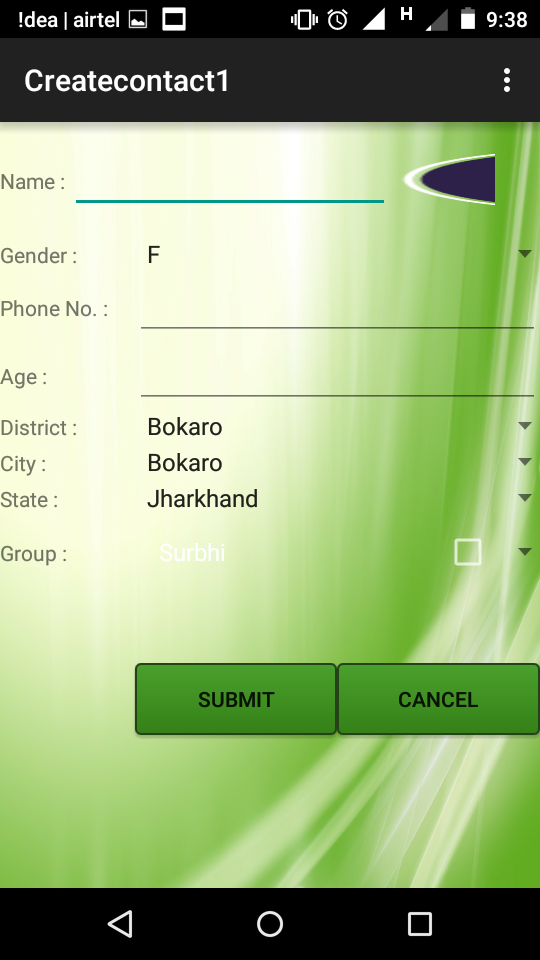 !dea | airtel H 9:38
Createcontact1
Name :
Gender : F
Phone No. :
Age :
District : Bokaro
City : Bokaro
State : Jharkhand
Group : Surbhi
SUBMIT CANCEL